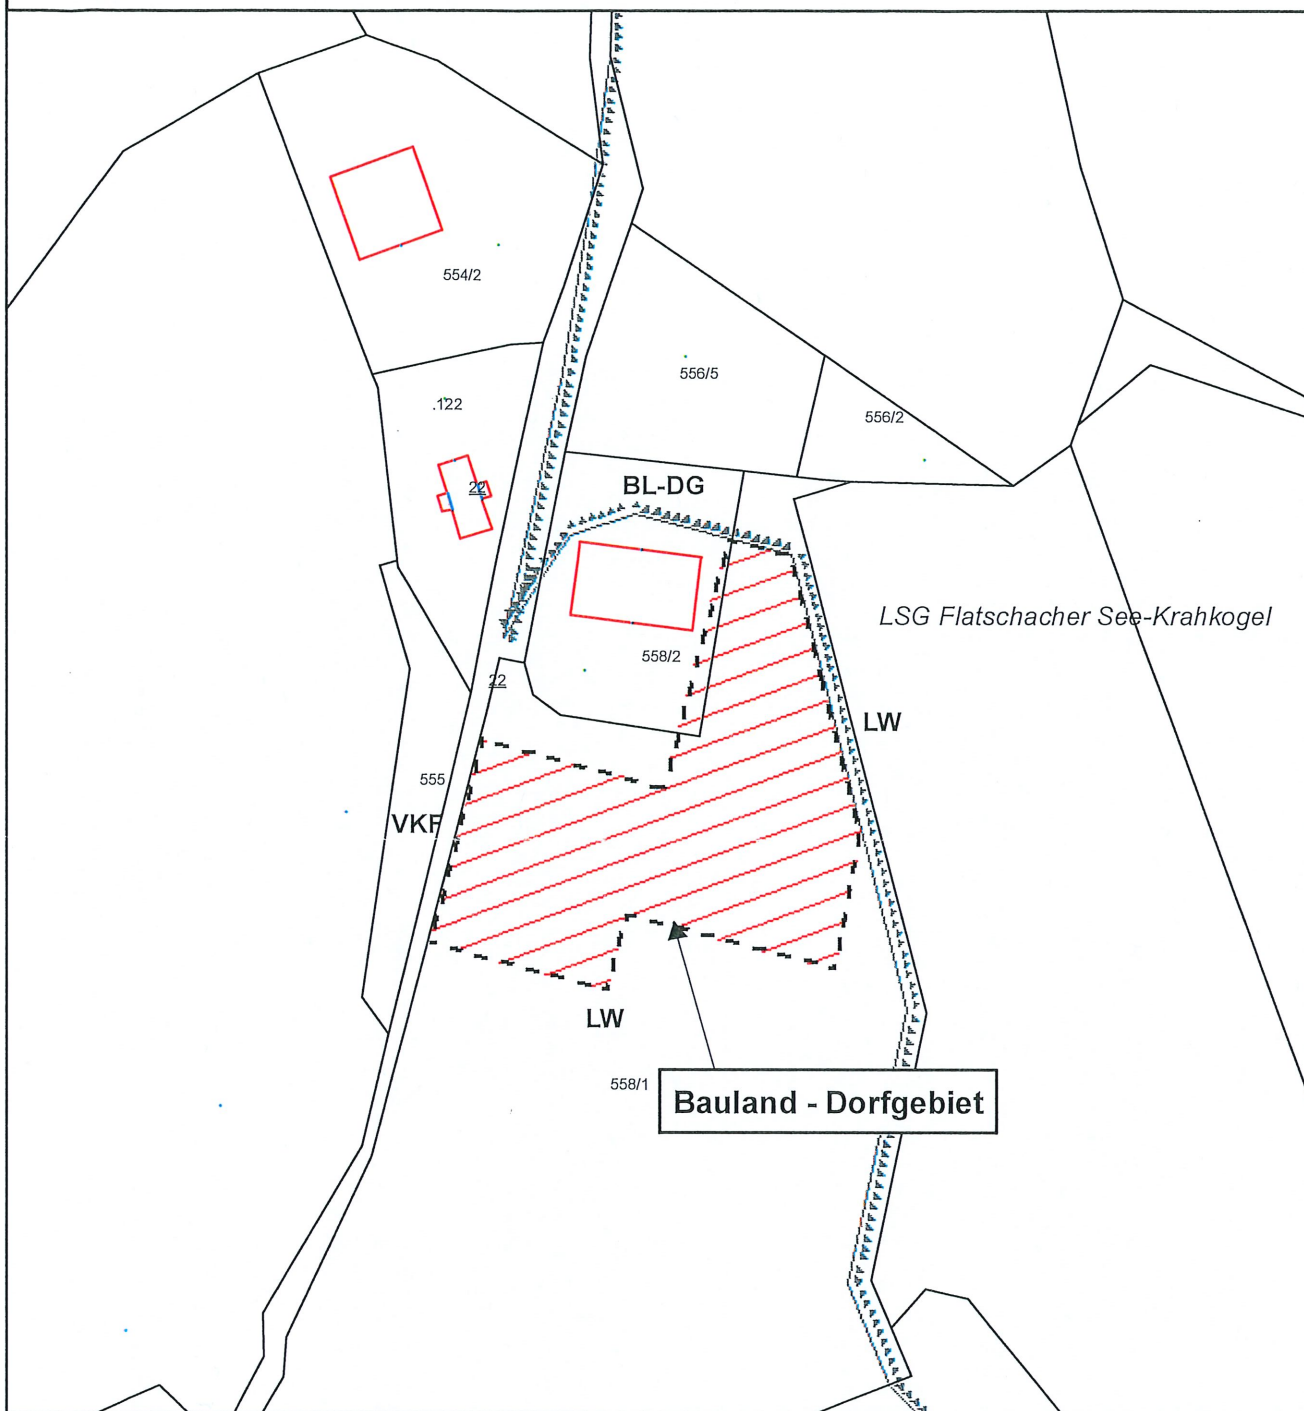 554/2
556/5
.122
556/2
22
BL-DG
LSG Flatschacher See-Krahkogel
558/2
22
LW
555
VKF
LW
558/1
Bauland - Dorfgebiet